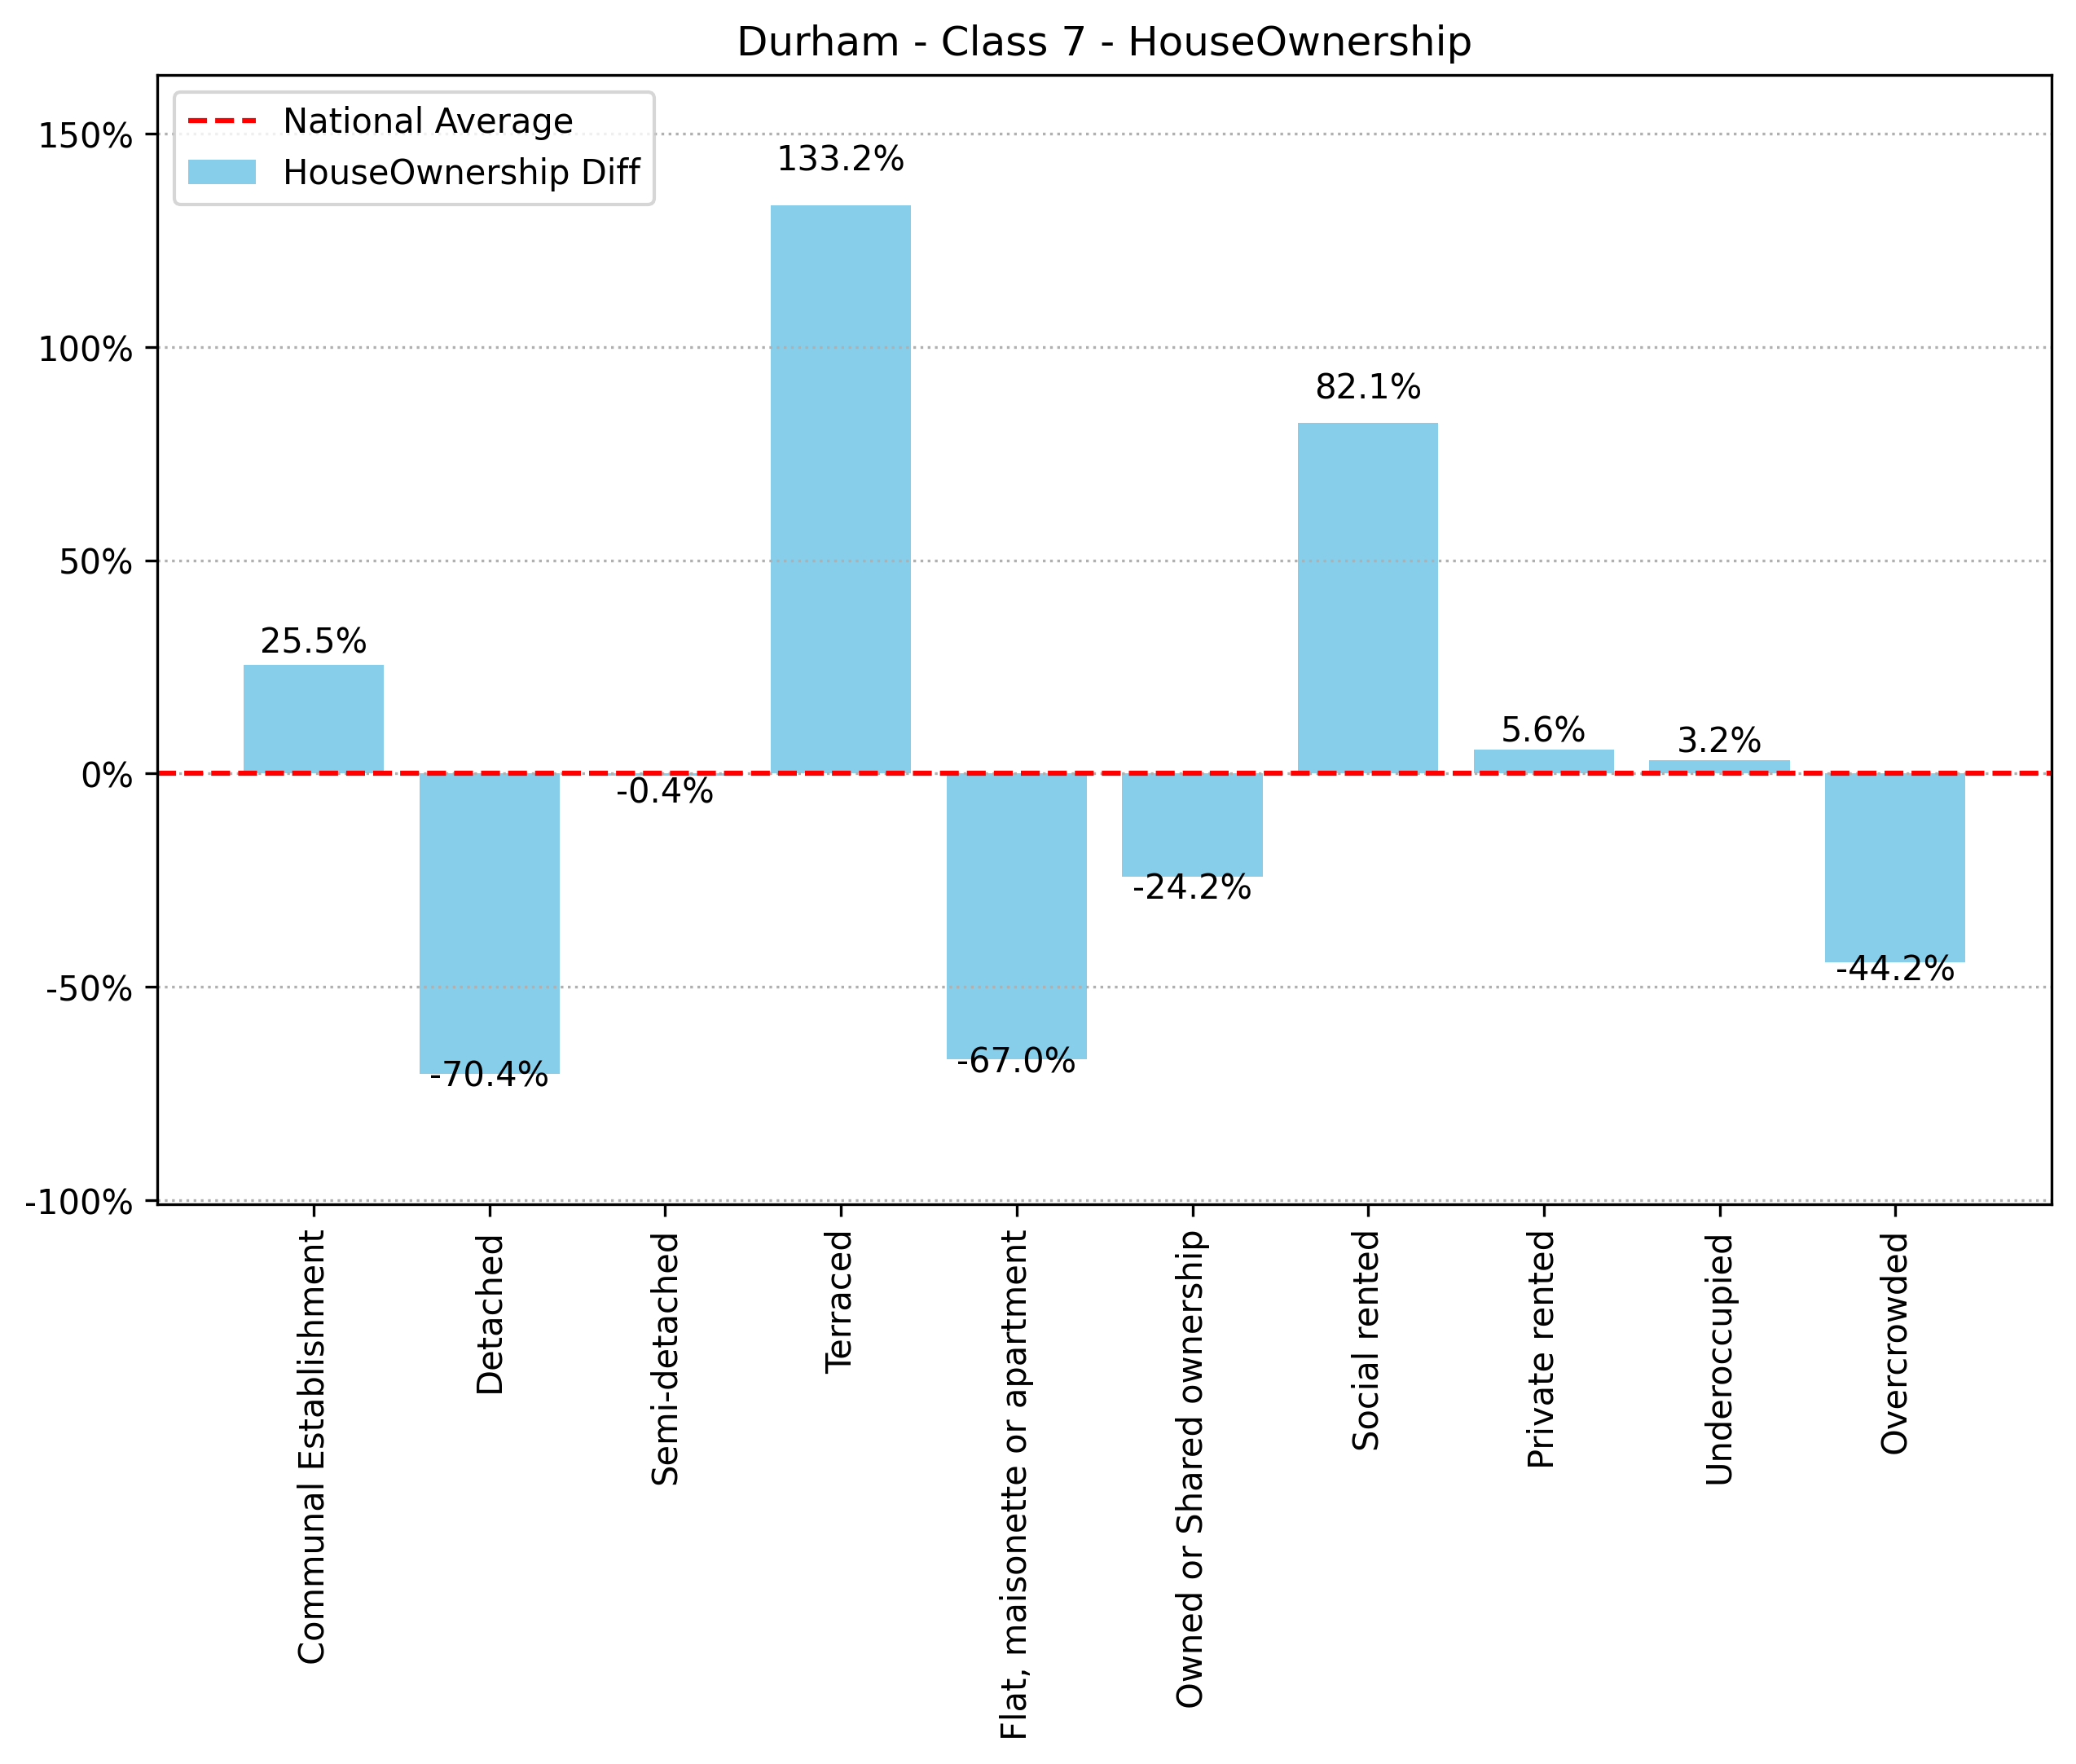 Durham - Class 7 - HouseOwnership
National Average
HouseOwnership Diff
150%
100%
50%
0%
-50%
-100%
25.5%
-70.4%
-0.4%
133.2%
-67.0%
-24.2%
82.1%
5.6%
3.2%
-44.2%
Communal Establishment
Detached
Semi-detached
Terraced
Flat, maisonette or apartment
Owned or Shared ownership
Social rented
Private rented
Underoccupied
Overcrowded